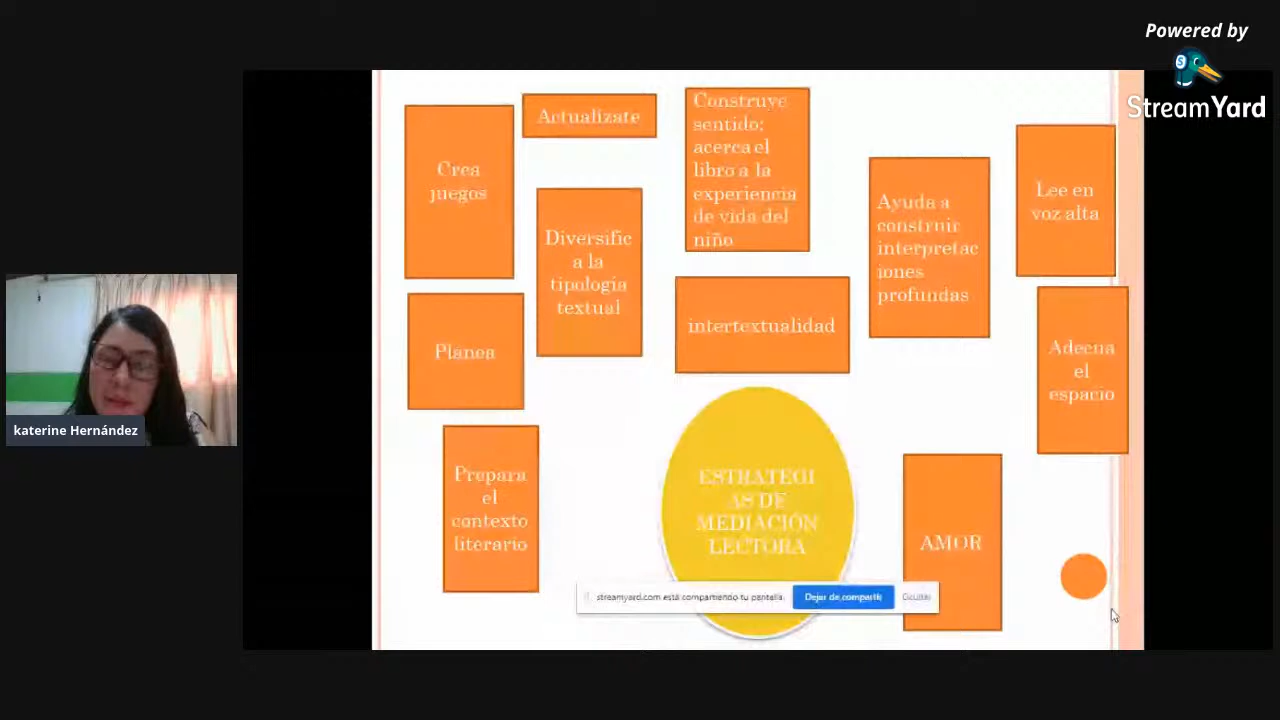 Powered by
StreamYard
Crea
juegos
Actualízate
Construye
sentido:
acerca el
libro a la
experiencia
de vida del
niño
Lee en
voz alta
Ayuda a
construir
interpretac
iones
profundas
Diversific
a la
tipología
textual
intertextualidad
Planea
Adecua
el
espacio
Prepara
el
contexto
literario
ESTRATEGI
AS DE
MEDIACIÓN
LECTORA
AMOR
streamyard.com está compartiendo tu pantalla.
Dejar de compartir
Ocultar
katerine Hernández